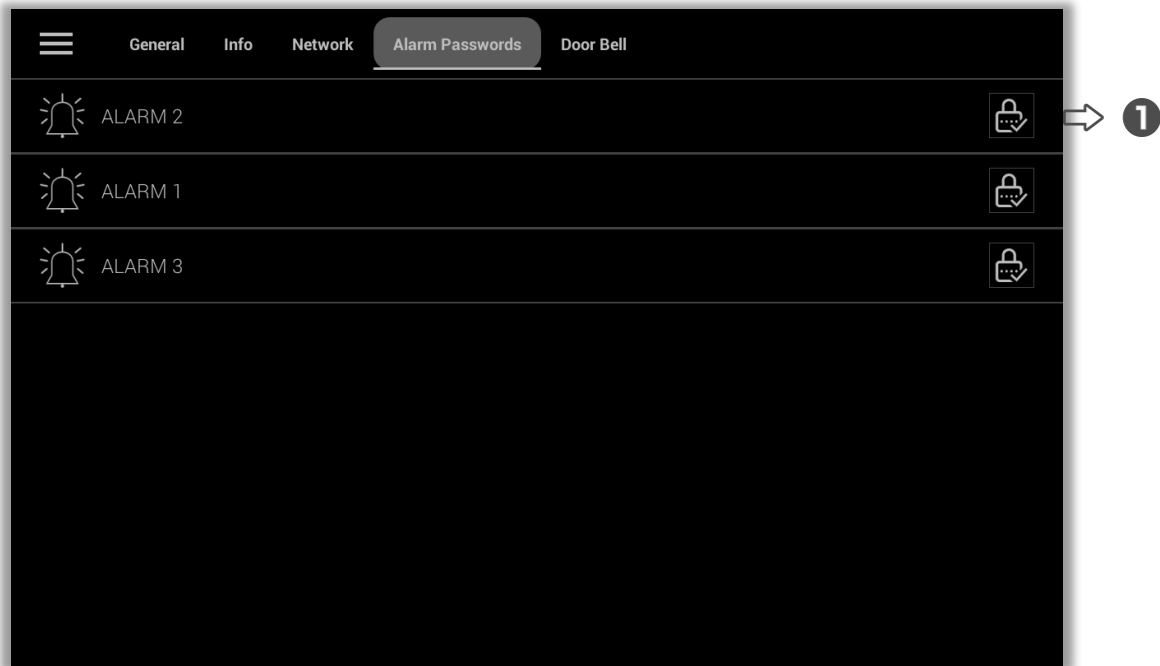 General Info Network Alarm Passwords Door Bell
ALARM 2
1
ALARM 1
ALARM 3